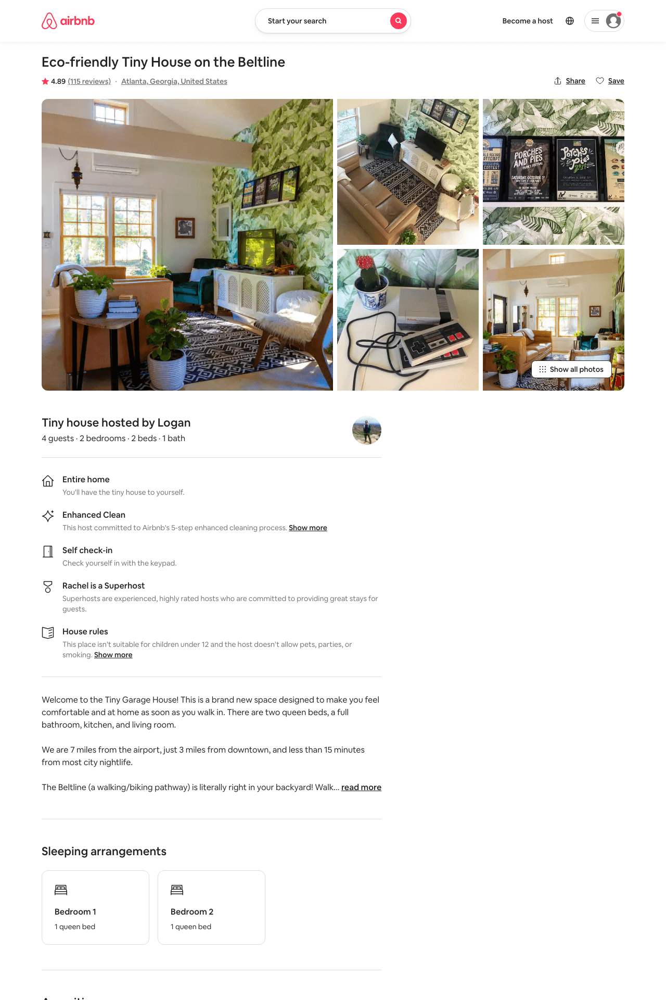 airbnb
Start your search
Become a host
Eco-friendly Tiny House on the Beltline
4.89 (115 reviews) · Atlanta, Georgia, United States
Share
Save
PORCHES
AND PIES
FAMILY FESTIVAL
SATURDAY, OCTOBER 1st
Porches
Pies
Show all photos
Tiny house hosted by Logan
4 guests · 2 bedrooms · 2 beds · 1 bath
Entire home
You’ll have the tiny house to yourself.
Enhanced Clean
This host committed to Airbnb's 5-step enhanced cleaning process. Show more
Self check-in
Check yourself in with the keypad.
Rachel is a Superhost
Superhosts are experienced, highly rated hosts who are committed to providing great stays for
guests.
House rules
This place isn’t suitable for children under 12 and the host doesn’t allow pets, parties, or
smoking. Show more
Welcome to the Tiny Garage House! This is a brand new space designed to make you feel
comfortable and at home as soon as you walk in. There are two queen beds, a full
bathroom, kitchen, and living room.
We are 7 miles from the airport, just 3 miles from downtown, and less than 15 minutes
from most city nightlife.
The Beltline (a walking/biking pathway) is literally right in your backyard! Walk... read more
Sleeping arrangements
Bedroom 1
1 queen bed
Bedroom 2
1 queen bed